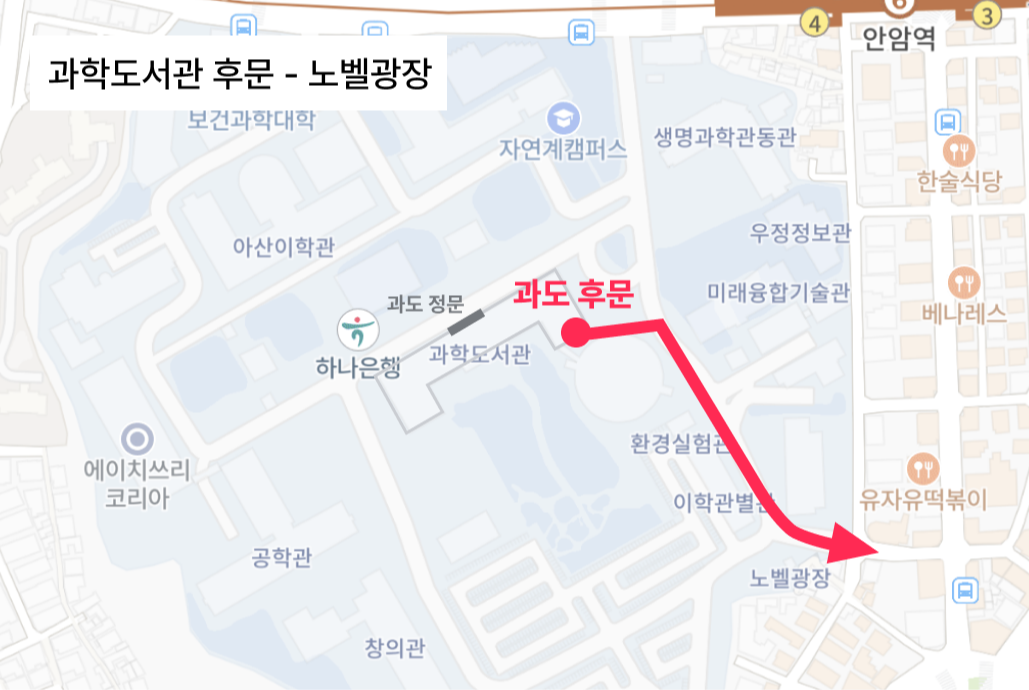 6
4
3
안암역
과학도서관 후문 - 노벨광장
보건과학대학
자연계캠퍼스
생명과학관동관
한술식당
아산이학관
우정정보관
과도 정문
과도 후문
미래융합기술관
베나레스
하나은행
과학도서관
환경실험관
에이치쓰리
코리아
이학관별관
유자유떡볶이
공학관
노벨광장
창의관